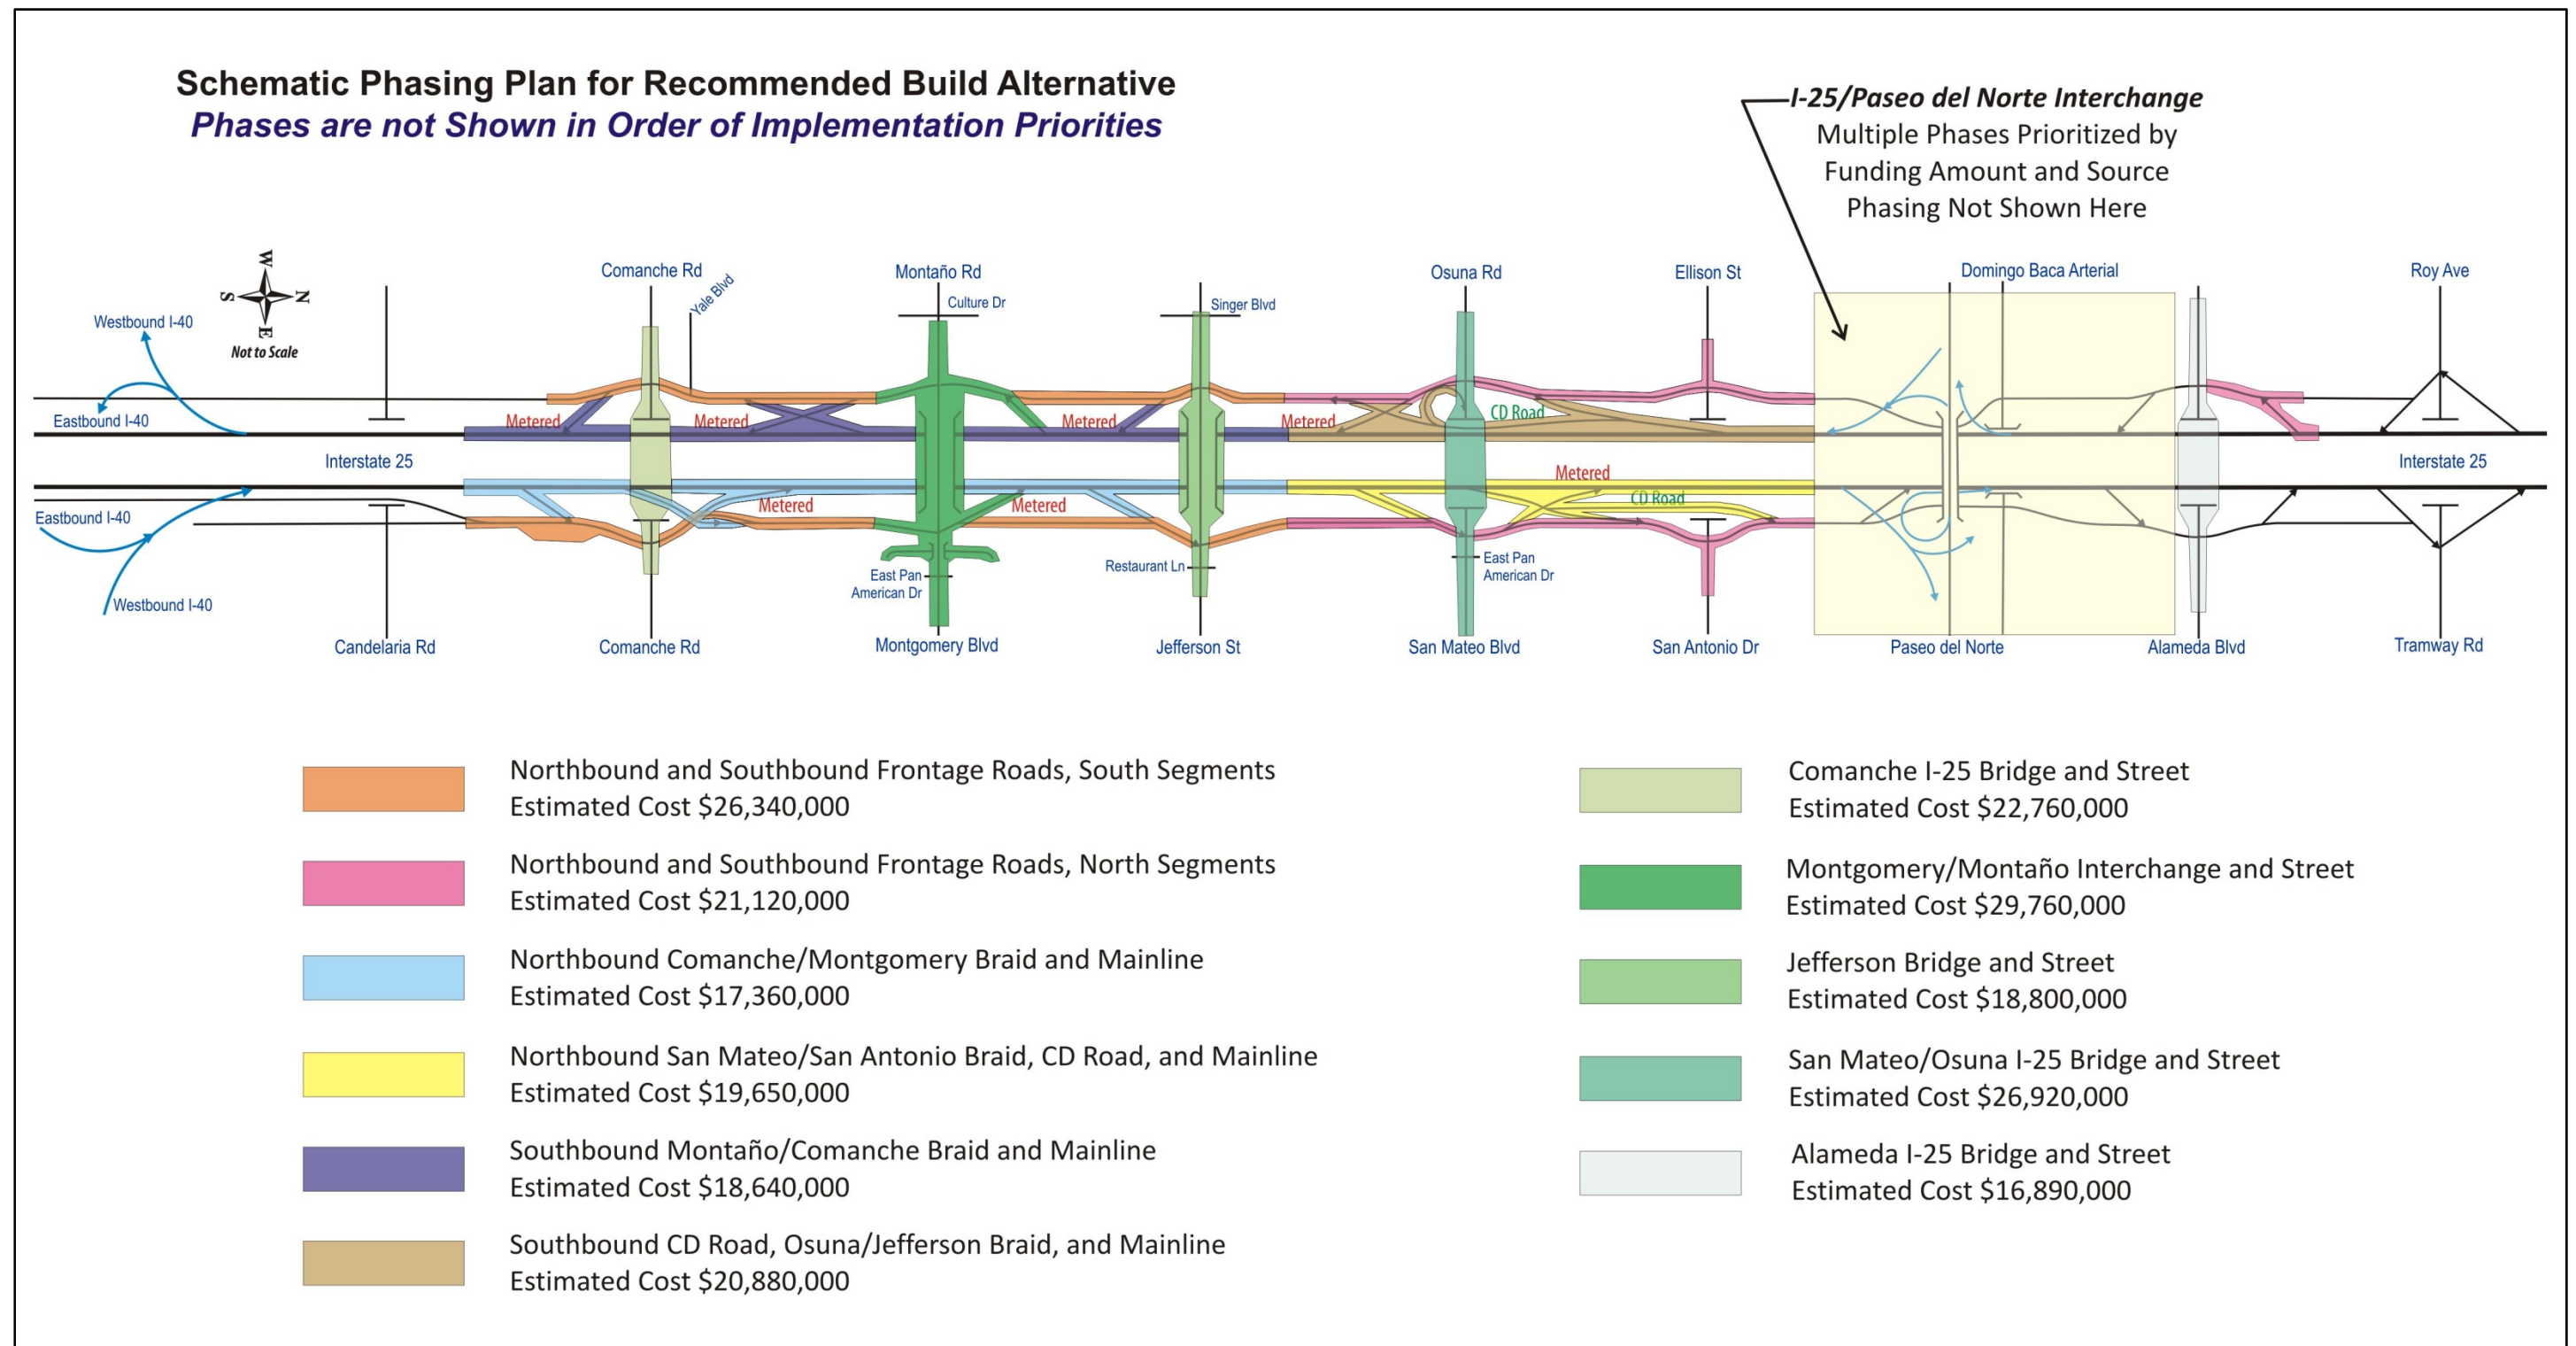 Schematic Phasing Plan for Recommended Build Alternative
Phases are not Shown in Order of Implementation Priorities
I-25/Paseo del Norte Interchange
Multiple Phases Prioritized by
Funding Amount and Source
Phasing Not Shown Here
W
S
N
E
Not to Scale
Comanche Rd
Yale Blvd
Montaño Rd
Culture Dr
Singer Blvd
Osuna Rd
Ellison St
Domingo Baca Arterial
Roy Ave
Westbound I-40
Eastbound I-40
Metered
Metered
Metered
Metered
CD Road
Interstate 25
Interstate 25
Metered
CD Road
Metered
Metered
Eastbound I-40
Westbound I-40
East Pan
American Dr
Restaurant Ln
East Pan
American Dr
Candelaria Rd
Comanche Rd
Montgomery Blvd
Jefferson St
San Mateo Blvd
San Antonio Dr
Paseo del Norte
Alameda Blvd
Tramway Rd
Northbound and Southbound Frontage Roads, South Segments
Estimated Cost $26,340,000
Northbound and Southbound Frontage Roads, North Segments
Estimated Cost $21,120,000
Northbound Comanche/Montgomery Braid and Mainline
Estimated Cost $17,360,000
Northbound San Mateo/San Antonio Braid, CD Road, and Mainline
Estimated Cost $19,650,000
Southbound Montaño/Comanche Braid and Mainline
Estimated Cost $18,640,000
Southbound CD Road, Osuna/Jefferson Braid, and Mainline
Estimated Cost $20,880,000
Comanche I-25 Bridge and Street
Estimated Cost $22,760,000
Montgomery/Montaño Interchange and Street
Estimated Cost $29,760,000
Jefferson Bridge and Street
Estimated Cost $18,800,000
San Mateo/Osuna I-25 Bridge and Street
Estimated Cost $26,920,000
Alameda I-25 Bridge and Street
Estimated Cost $16,890,000